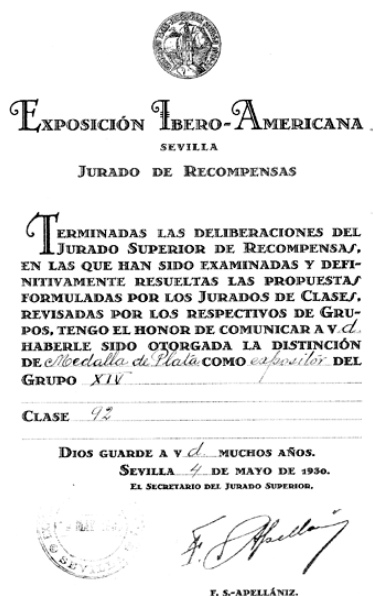 Exposición Ibero-Americana
SEVILLA
JURADO DE RECOMPENSAS
TERMINADAS LAS DELIBERACIONES DEL
JURADO SUPERIOR DE RECOMPENSAS,
EN LAS QUE HAN SIDO EXAMINADAS Y DEFI-
NITIVAMENTE RESUELTAS LAS PROPUESTAS
FORMULADAS POR LOS JURADOS DE CLASES,
REVISADAS POR LOS RESPECTIVOS DE GRU-
POS, TENGO EL HONOR DE COMUNICAR A V d.
HABERLE SIDO OTORGADA LA DISTINCIÓN
DE Medalla de Plata COMO expositor DEL
GRUPO XIV
CLASE 92
DIOS GUARDE A V d. MUCHOS AÑOS.
SEVILLA 4 DE MAYO DE 1930.
EL SECRETARIO DEL JURADO SUPERIOR,
SEVILLA
F. S. Apellániz
F. S.-APELLÁNIZ.